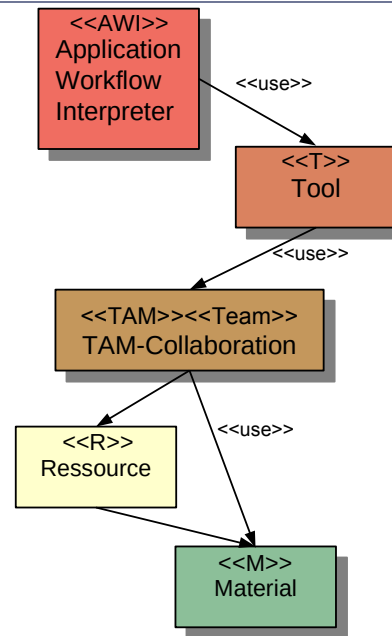 <<AWI>>
Application
Workflow
Interpreter
<<use>>
<<T>>
Tool
<<use>>
<<TAM>><<Team>>
TAM-Collaboration
<<use>>
<<R>>
Ressource
<<M>>
Material